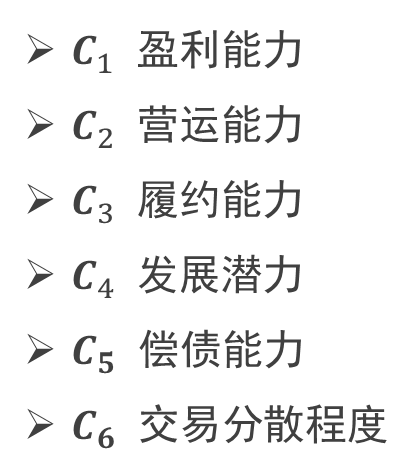 ➢ C₁ 盈利能力
➢ C₂ 营运能力
➢ C₃ 履约能力
➢ C₄ 发展潜力
➢ C₅ 偿债能力
➢ C₆ 交易分散程度